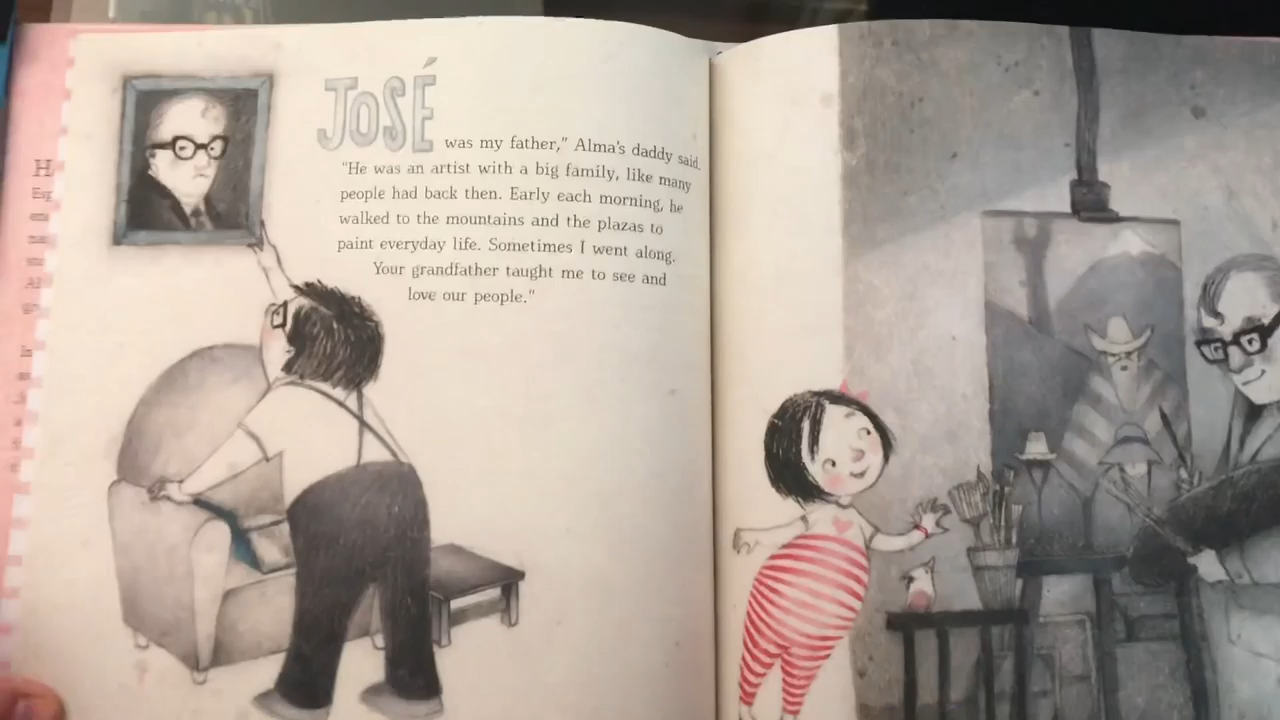 JOSÉ was my father,” Alma’s daddy said.
“He was an artist with a big family, like many
people had back then. Early each morning, he
walked to the mountains and the plazas to
paint everyday life. Sometimes I went along.
Your grandfather taught me to see and
love our people.”